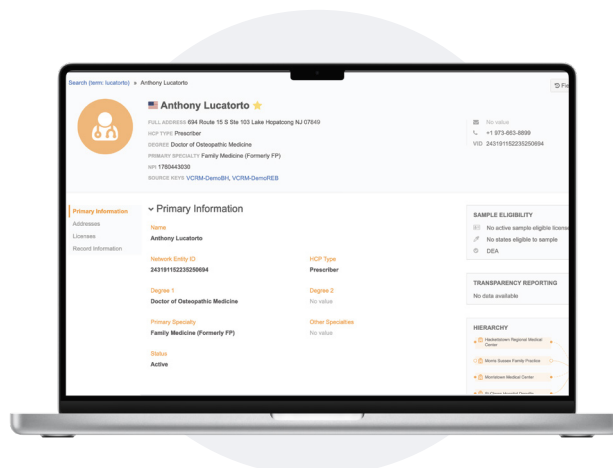 Search (term: lucatorto) » Anthony Lucatorto
Anthony Lucatorto
FULL ADDRESS 694 Route 15 S Ste 103 Lake Hopatcong NJ 07849
HCP TYPE Prescriber
DEGREE Doctor of Osteopathic Medicine
PRIMARY SPECIALTY Family Medicine (Formerly FP)
NPI 1760443030
SOURCE KEYS VCRM-DemoBH, VCRM-DemoREB
No value
+1 973-663-8899
VID 243191152235250694
Primary Information
Addresses
Licenses
Record Information
Primary Information
Name
Anthony Lucatorto
Network Entity ID
243191152235250694
HCP Type
Prescriber
Degree 1
Doctor of Osteopathic Medicine
Degree 2
No value
Primary Specialty
Family Medicine (Formerly FP)
Other Specialties
No value
Status
Active
SAMPLE ELIGIBILITY
No active sample eligible license
No states eligible to sample
DEA
TRANSPARENCY REPORTING
No data available
HIERARCHY
Hackettstown Regional Medical
Center
Morris Sussex Family Practice
Morristown Medical Center